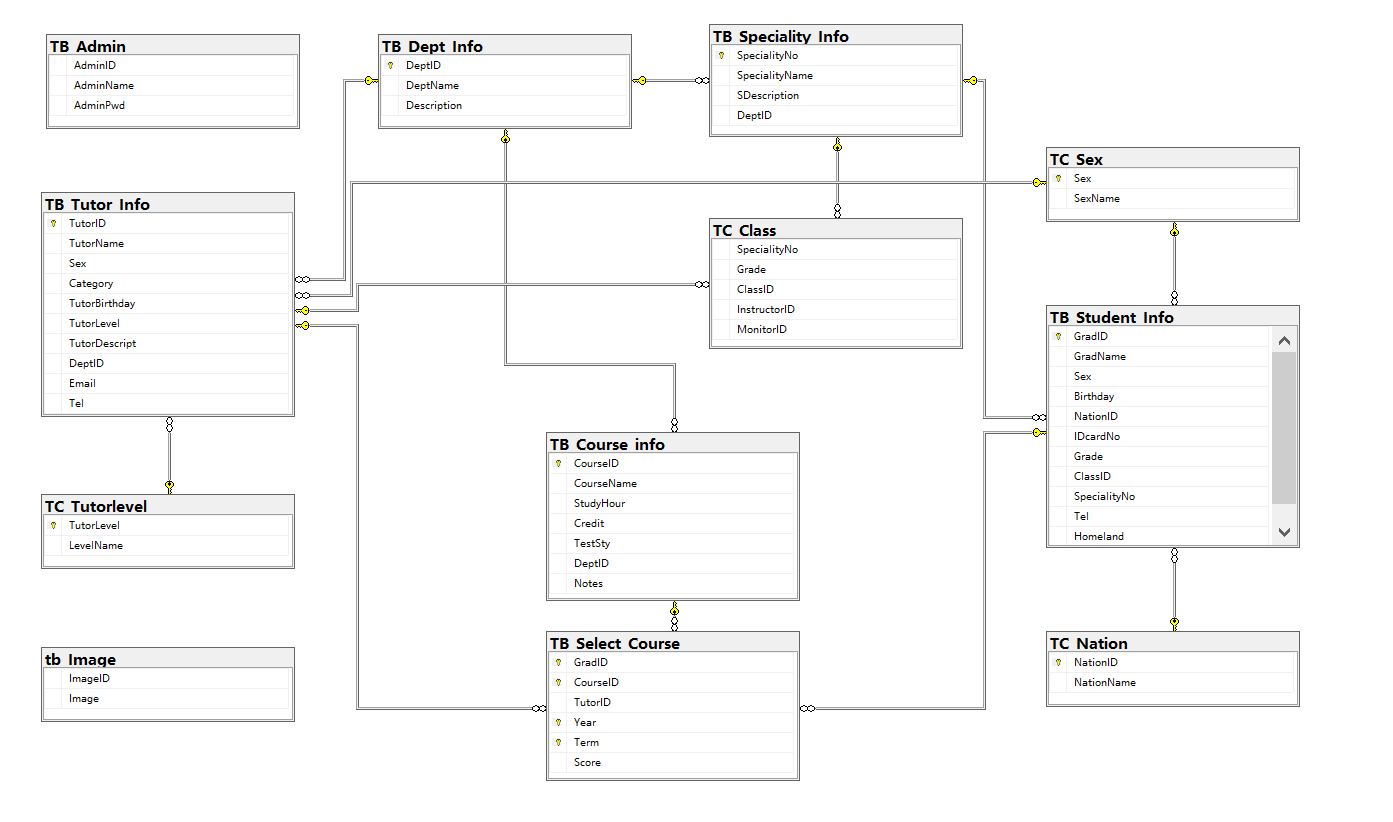 TB Admin
AdminID
AdminName
AdminPwd
TB Dept Info
DeptID
DeptName
Description
TB Speciality Info
SpecialityNo
SpecialityName
SDescription
DeptID
TC Sex
Sex
SexName
TB Tutor Info
TutorID
TutorName
Sex
Category
TutorBirthday
TutorLevel
TutorDescript
DeptID
Email
Tel
TC Class
SpecialityNo
Grade
ClassID
InstructorID
MonitorID
TB Student Info
GradID
GradName
Sex
Birthday
NationID
IDcardNo
Grade
ClassID
SpecialityNo
Tel
Homeland
TB Course info
CourseID
CourseName
StudyHour
Credit
TestSty
DeptID
Notes
TC Tutorlevel
TutorLevel
LevelName
tb Image
ImageID
Image
TB Select Course
GradID
CourseID
TutorID
Year
Term
Score
TC Nation
NationID
NationName